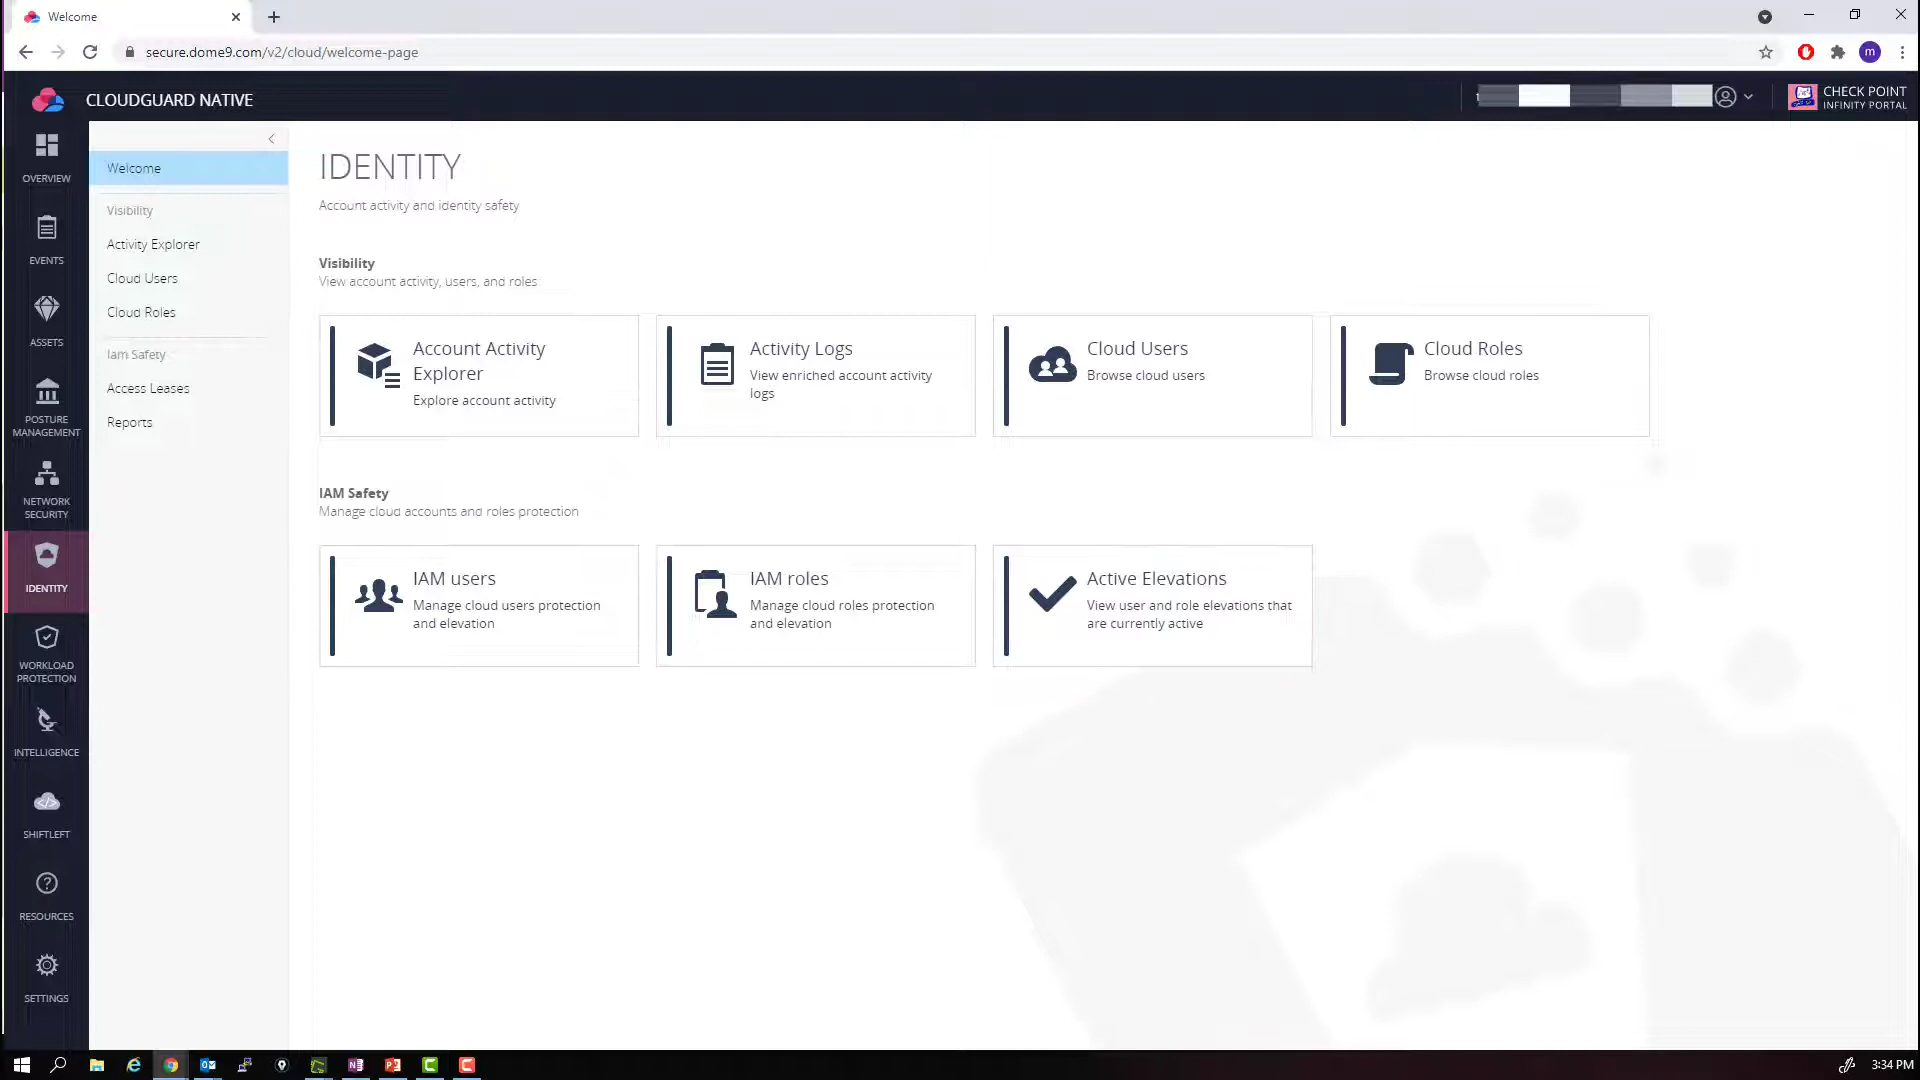 Welcome
secure.dome9.com/v2/cloud/welcome-page
m
CLOUDGUARD NATIVE
CHECK POINT
INFINITY PORTAL
OVERVIEW
EVENTS
ASSETS
POSTURE
MANAGEMENT
NETWORK
SECURITY
IDENTITY
WORKLOAD
PROTECTION
INTELLIGENCE
SHIFTLEFT
RESOURCES
SETTINGS
Welcome
Visibility
Activity Explorer
Cloud Users
Cloud Roles
Iam Safety
Access Leases
Reports
IDENTITY
Account activity and identity safety
Visibility
View account activity, users, and roles
Account Activity
Explorer
Explore account activity
Activity Logs
View enriched account activity
logs
Cloud Users
Browse cloud users
Cloud Roles
Browse cloud roles
IAM Safety
Manage cloud accounts and roles protection
IAM users
Manage cloud users protection
and elevation
IAM roles
Manage cloud roles protection
and elevation
Active Elevations
View user and role elevations that
are currently active
3:34 PM